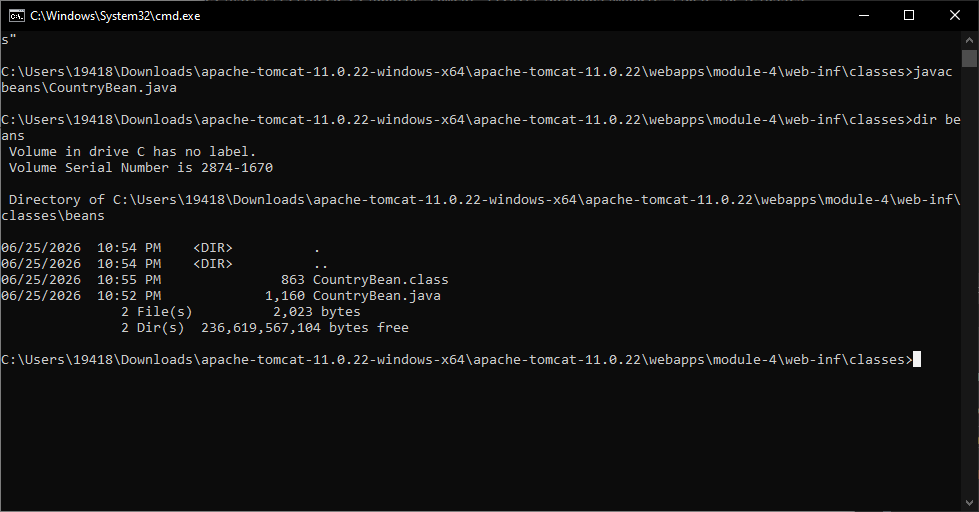 C:\Windows\System32\cmd.exe
s"
C:\Users\19418\Downloads\apache-tomcat-11.0.22-windows-x64\apache-tomcat-11.0.22\webapps\module-4\web-inf\classes>javac
beans\CountryBean.java
C:\Users\19418\Downloads\apache-tomcat-11.0.22-windows-x64\apache-tomcat-11.0.22\webapps\module-4\web-inf\classes>dir be
ans
 Volume in drive C has no label.
 Volume Serial Number is 2874-1670
 Directory of C:\Users\19418\Downloads\apache-tomcat-11.0.22-windows-x64\apache-tomcat-11.0.22\webapps\module-4\web-inf\
classes\beans
06/25/2026  10:54 PM    <DIR>          .
06/25/2026  10:54 PM    <DIR>          ..
06/25/2026  10:55 PM               863 CountryBean.class
06/25/2026  10:52 PM             1,160 CountryBean.java
               2 File(s)          2,023 bytes
               2 Dir(s)  236,619,567,104 bytes free
C:\Users\19418\Downloads\apache-tomcat-11.0.22-windows-x64\apache-tomcat-11.0.22\webapps\module-4\web-inf\classes>